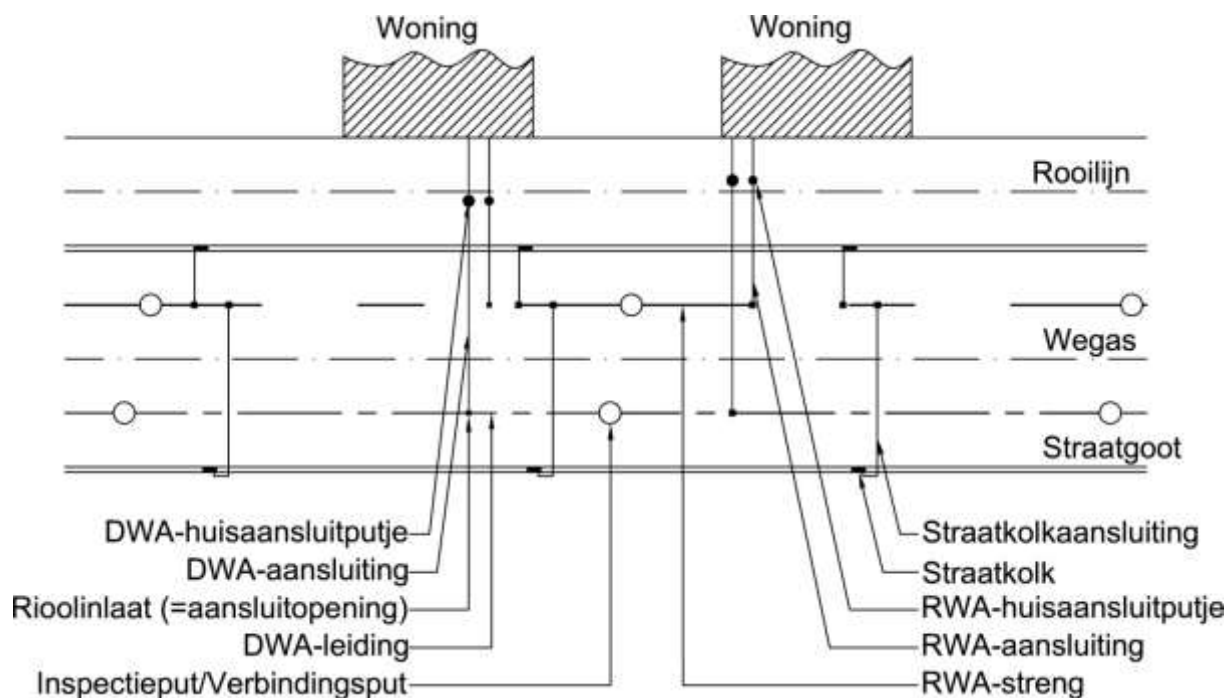 Woning
Woning
Rooilijn
Wegas
Straatgoot
DWA-huisaansluitputje
DWA-aansluiting
Rioolinlaat (=aansluitopening)
DWA-leiding
Inspectieput/Verbindingsput
Straatkolkaansluiting
Straatkolk
RWA-huisaansluitputje
RWA-aansluiting
RWA-streng